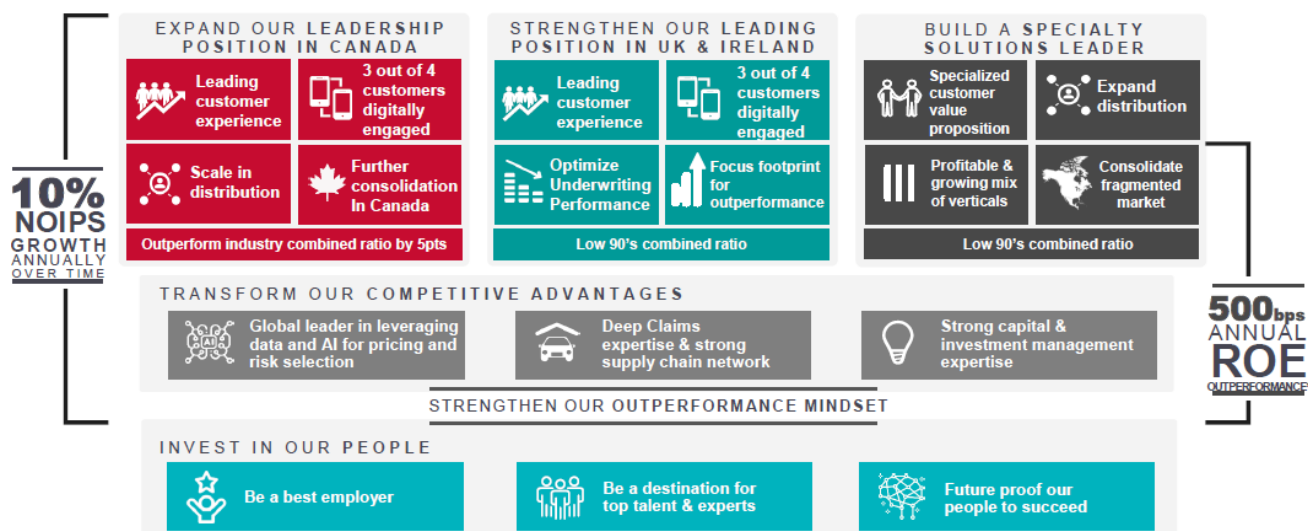 10%
NOIPS
GROWTH
ANNUALLY
OVER TIME
EXPAND OUR LEADERSHIP
POSITION IN CANADA
Leading
customer
experience
3 out of 4
customers
digitally
engaged
Scale in
distribution
Further
consolidation
In Canada
Outperform industry combined ratio by 5pts
STRENGTHEN OUR LEADING
POSITION IN UK & IRELAND
Leading
customer
experience
3 out of 4
customers
digitally
engaged
Optimize
Underwriting
Performance
Focus footprint
for
outperformance
Low 90's combined ratio
BUILD A SPECIALTY
SOLUTIONS LEADER
Specialized
customer
value
proposition
Expand
distribution
Profitable &
growing mix
of verticals
Consolidate
fragmented
market
Low 90's combined ratio
500bps
ANNUAL
ROE
OUTPERFORMANCE
TRANSFORM OUR COMPETITIVE ADVANTAGES
AI
Global leader in leveraging
data and AI for pricing and
risk selection
Deep Claims
expertise & strong
supply chain network
Strong capital &
investment management
expertise
STRENGTHEN OUR OUTPERFORMANCE MINDSET
INVEST IN OUR PEOPLE
Be a best employer
Be a destination for
top talent & experts
Future proof our
people to succeed